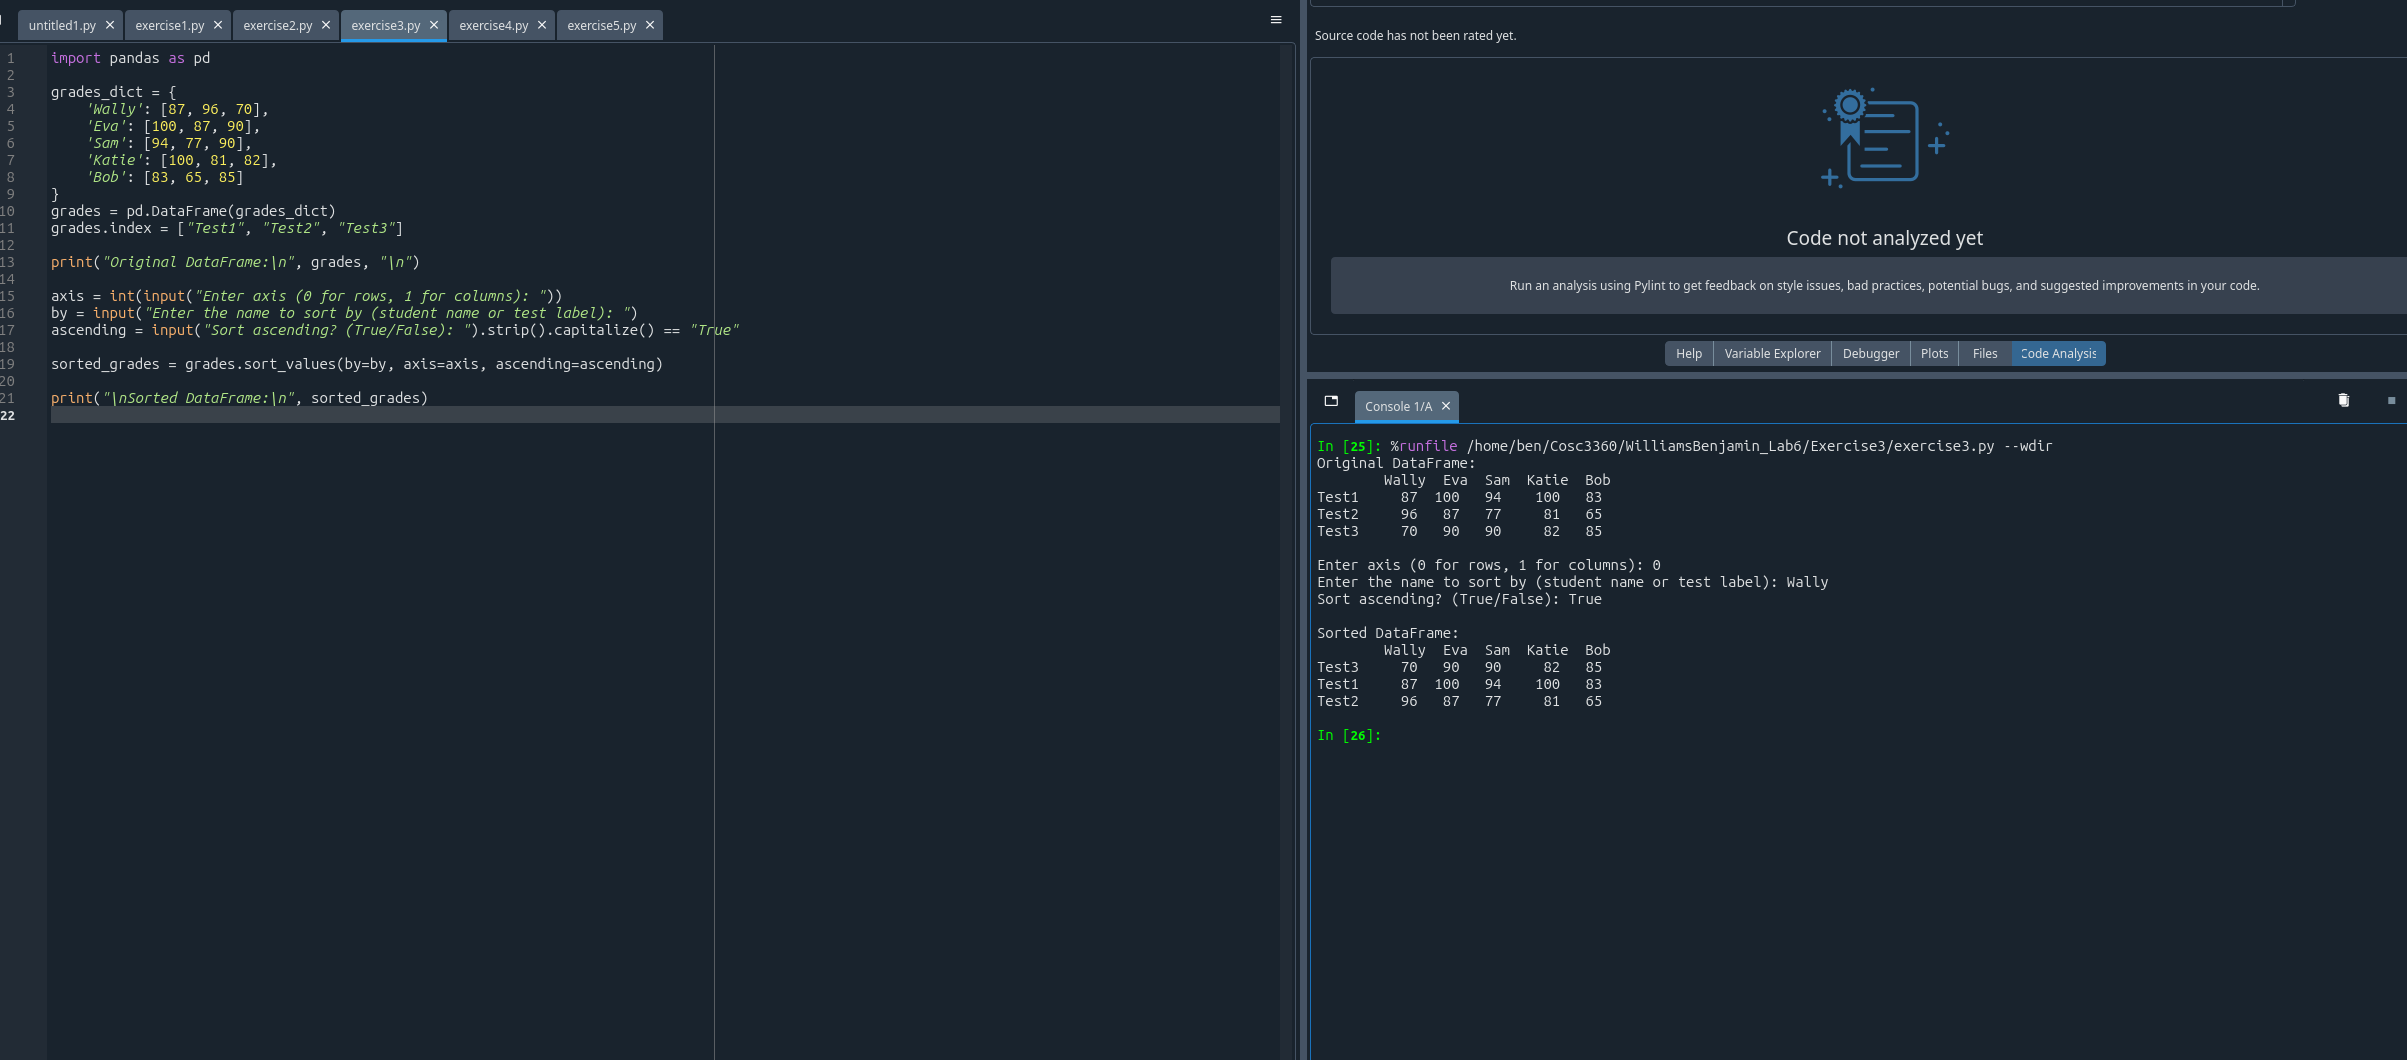 untitled1.py × exercise1.py × exercise2.py × exercise3.py × exercise4.py × exercise5.py ×
1 import pandas as pd
2
3 grades_dict = {
4     'Wally': [87, 96, 70],
5     'Eva': [100, 87, 90],
6     'Sam': [94, 77, 90],
7     'Katie': [100, 81, 82],
8     'Bob': [83, 65, 85]
9 }
10 grades = pd.DataFrame(grades_dict)
11 grades.index = ["Test1", "Test2", "Test3"]
12
13 print("Original DataFrame:\n", grades, "\n")
14
15 axis = int(input("Enter axis (0 for rows, 1 for columns): "))
16 by = input("Enter the name to sort by (student name or test label): ")
17 ascending = input("Sort ascending? (True/False): ").strip().capitalize() == "True"
18
19 sorted_grades = grades.sort_values(by=by, axis=axis, ascending=ascending)
20
21 print("\nSorted DataFrame:\n", sorted_grades)
22
Source code has not been rated yet.
Code not analyzed yet
Run an analysis using Pylint to get feedback on style issues, bad practices, potential bugs, and suggested improvements in your code.
Help Variable Explorer Debugger Plots Files Code Analysis
Console 1/A ×
In [25]: %runfile /home/ben/Cosc3360/WilliamsBenjamin_Lab6/Exercise3/exercise3.py --wdir
Original DataFrame:
        Wally  Eva  Sam  Katie  Bob
Test1     87  100   94    100   83
Test2     96   87   77     81   65
Test3     70   90   90     82   85
Enter axis (0 for rows, 1 for columns): 0
Enter the name to sort by (student name or test label): Wally
Sort ascending? (True/False): True
Sorted DataFrame:
        Wally  Eva  Sam  Katie  Bob
Test3     70   90   90     82   85
Test1     87  100   94    100   83
Test2     96   87   77     81   65
In [26]: